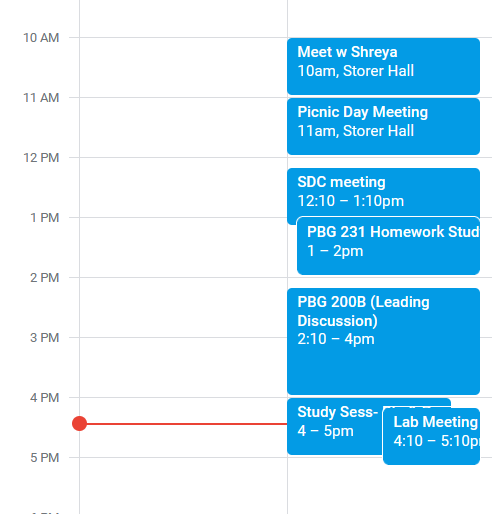 10 AM
Meet w Shreya
10am, Storer Hall
11 AM
Picnic Day Meeting
11am, Storer Hall
12 PM
SDC meeting
12:10 – 1:10pm
1 PM
PBG 231 Homework Stud
1 – 2pm
2 PM
PBG 200B (Leading
Discussion)
2:10 – 4pm
3 PM
4 PM
Study Sess-
4 – 5pm
Lab Meeting
4:10 – 5:10p
5 PM